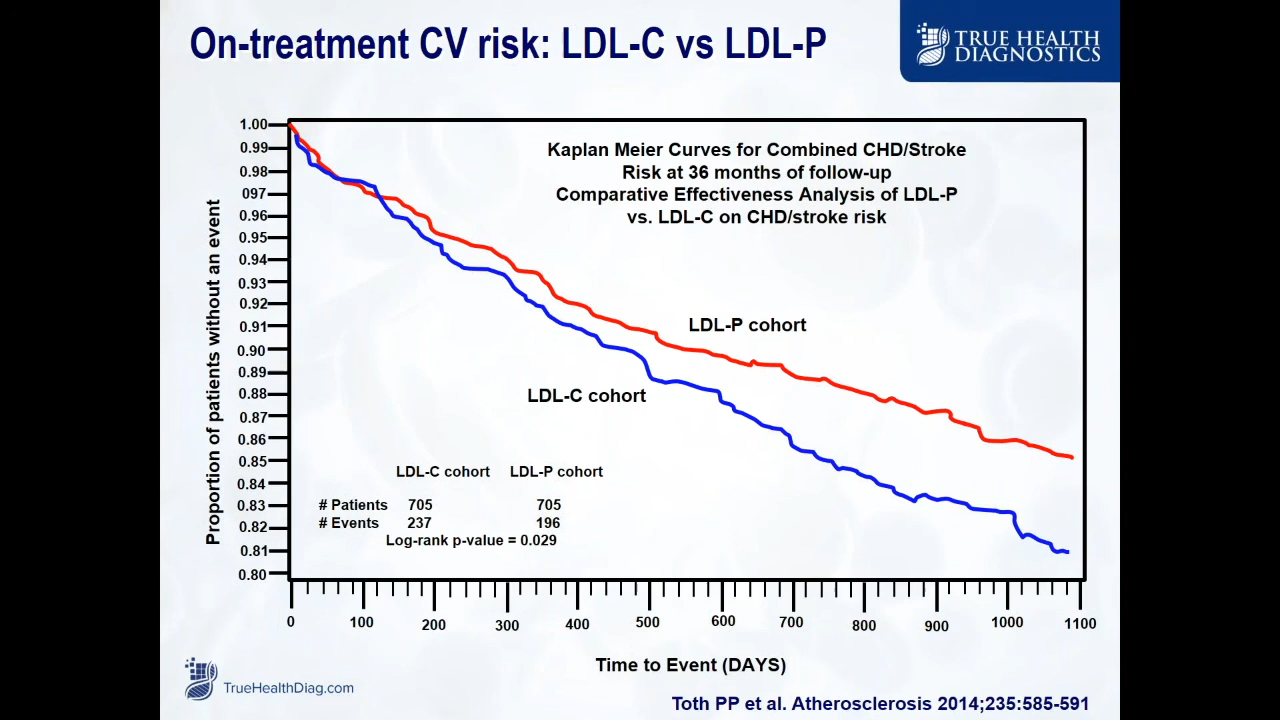 On-treatment CV risk: LDL-C vs LDL-P
TRUE HEALTH
DIAGNOSTICS
Kaplan Meier Curves for Combined CHD/Stroke
Risk at 36 months of follow-up
Comparative Effectiveness Analysis of LDL-P
vs. LDL-C on CHD/stroke risk
Proportion of patients without an event
1.00
0.99
0.98
097
0.96
0.95
0.94
0.93
0.92
0.91
0.90
0.89
0.88
0.87
0.86
0.85
0.84
0.83
0.82
0.81
0.80
LDL-P cohort
LDL-C cohort
LDL-C cohort LDL-P cohort
# Patients 705 705
# Events 237 196
Log-rank p-value = 0.029
0 100 200 300 400 500 600 700 800 900 1000 1100
Time to Event (DAYS)
TrueHealthDiag.com
Toth PP et al. Atherosclerosis 2014;235:585-591